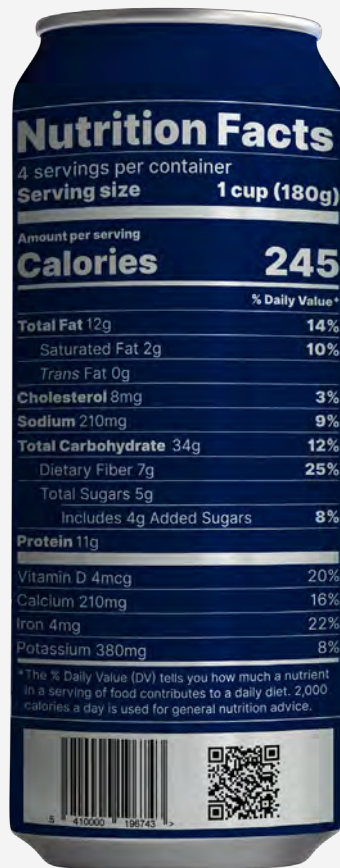 Nutrition Facts
4 servings per container
Serving size 1 cup (180g)
Amount per serving
Calories 245
% Daily Value*
Total Fat 12g 14%
Saturated Fat 2g 10%
Trans Fat 0g
Cholesterol 8mg 3%
Sodium 210mg 9%
Total Carbohydrate 34g 12%
Dietary Fiber 7g 25%
Total Sugars 5g
Includes 4g Added Sugars 8%
Protein 11g
Vitamin D 4mcg 20%
Calcium 210mg 16%
Iron 4mg 22%
Potassium 380mg 8%
*The % Daily Value (DV) tells you how much a nutrient
in a serving of food contributes to a daily diet. 2,000
calories a day is used for general nutrition advice.
5 410000 196743 >